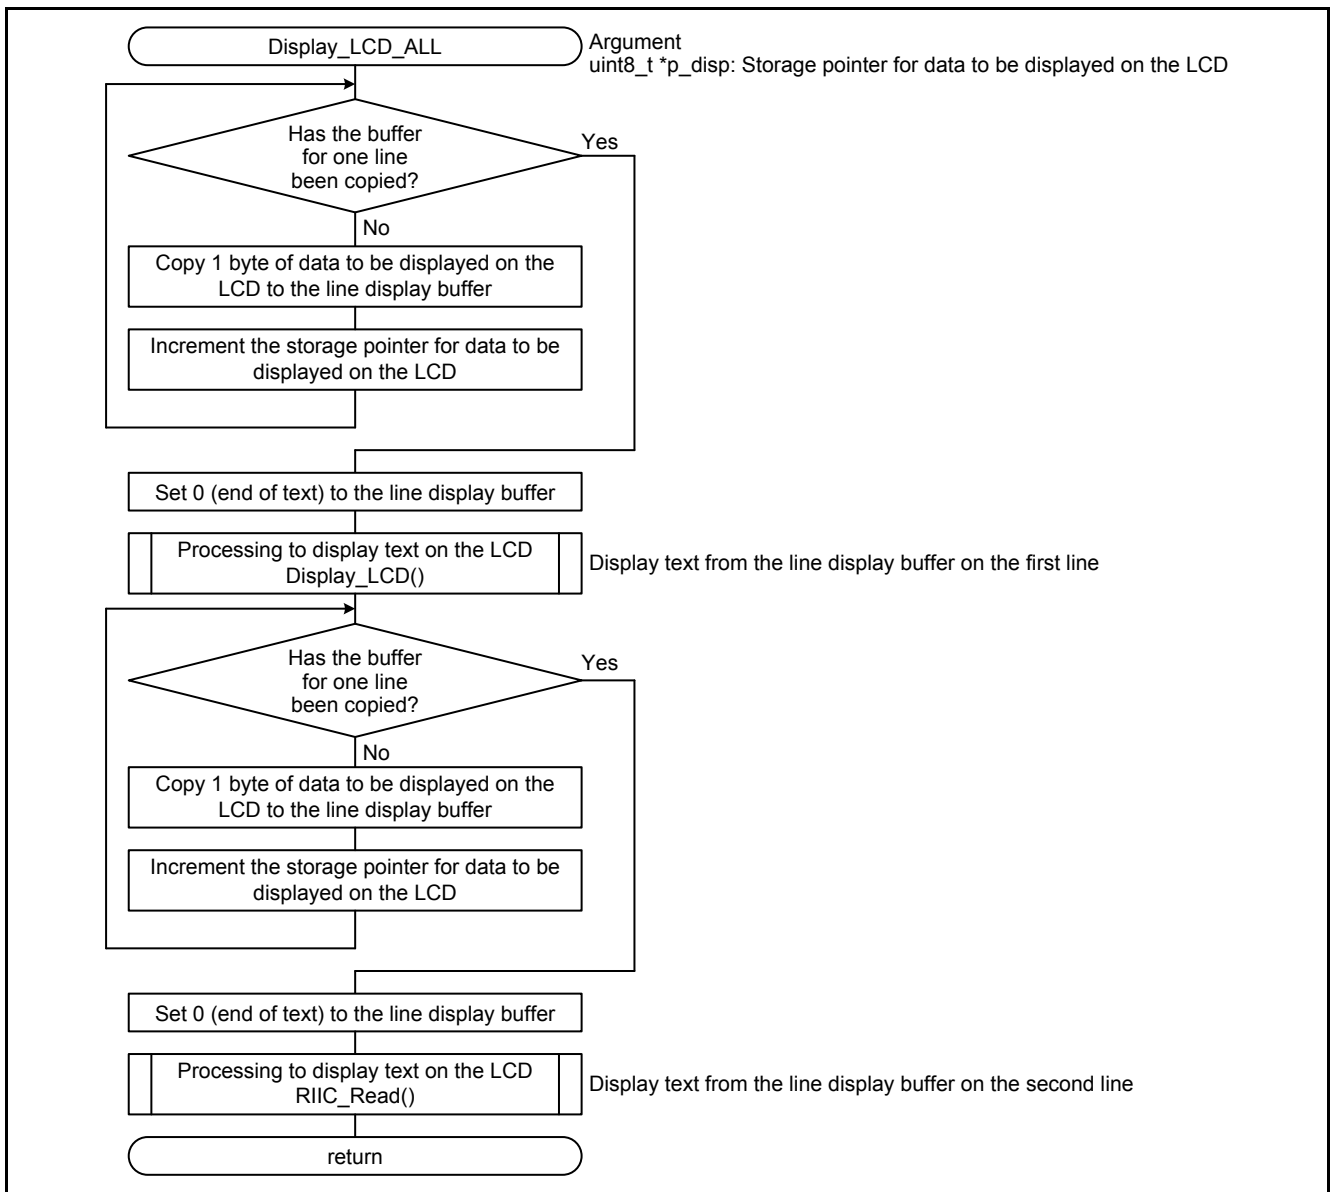 Display_LCD_ALL
Argument
uint8_t *p_disp: Storage pointer for data to be displayed on the LCD
Has the buffer
for one line
been copied?
Yes
No
Copy 1 byte of data to be displayed on the
LCD to the line display buffer
Increment the storage pointer for data to be
displayed on the LCD
Set 0 (end of text) to the line display buffer
Processing to display text on the LCD
Display_LCD()
Display text from the line display buffer on the first line
Has the buffer
for one line
been copied?
Yes
No
Copy 1 byte of data to be displayed on the
LCD to the line display buffer
Increment the storage pointer for data to be
displayed on the LCD
Set 0 (end of text) to the line display buffer
Processing to display text on the LCD
RIIC_Read()
Display text from the line display buffer on the second line
return